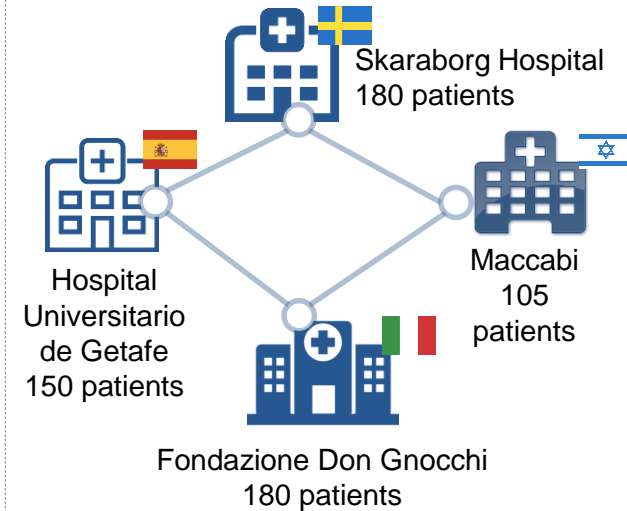 Skaraborg Hospital
180 patients
Hospital
Universitario
de Getafe
150 patients
Maccabi
105
patients
Fondazione Don Gnocchi
180 patients